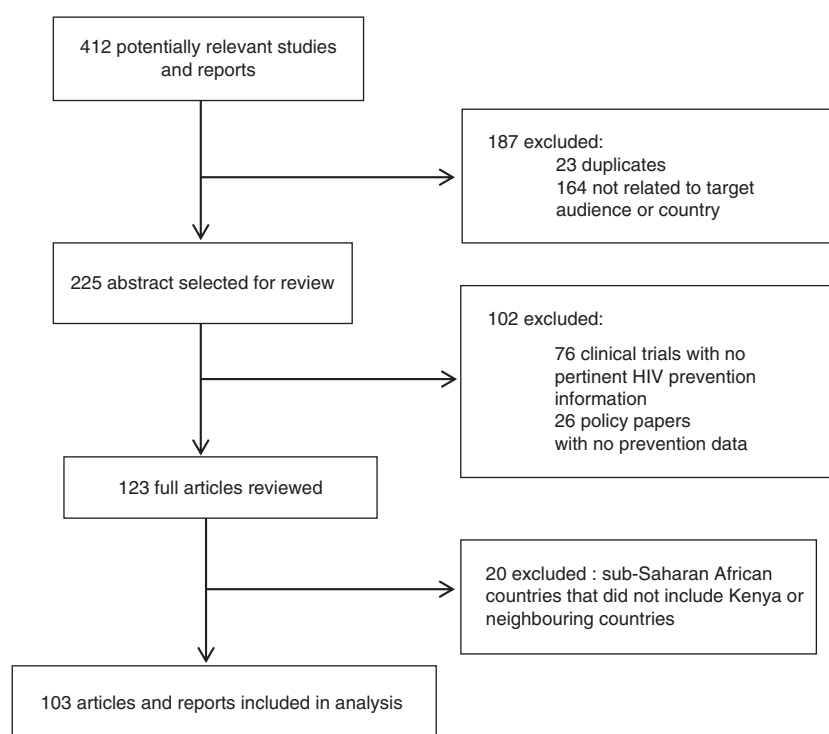 412 potentially relevant studies
and reports
187 excluded:
23 duplicates
164 not related to target
audience or country
225 abstract selected for review
102 excluded:
76 clinical trials with no
pertinent HIV prevention
information
26 policy papers
with no prevention data
123 full articles reviewed
20 excluded : sub-Saharan African
countries that did not include Kenya or
neighbouring countries
103 articles and reports included in analysis